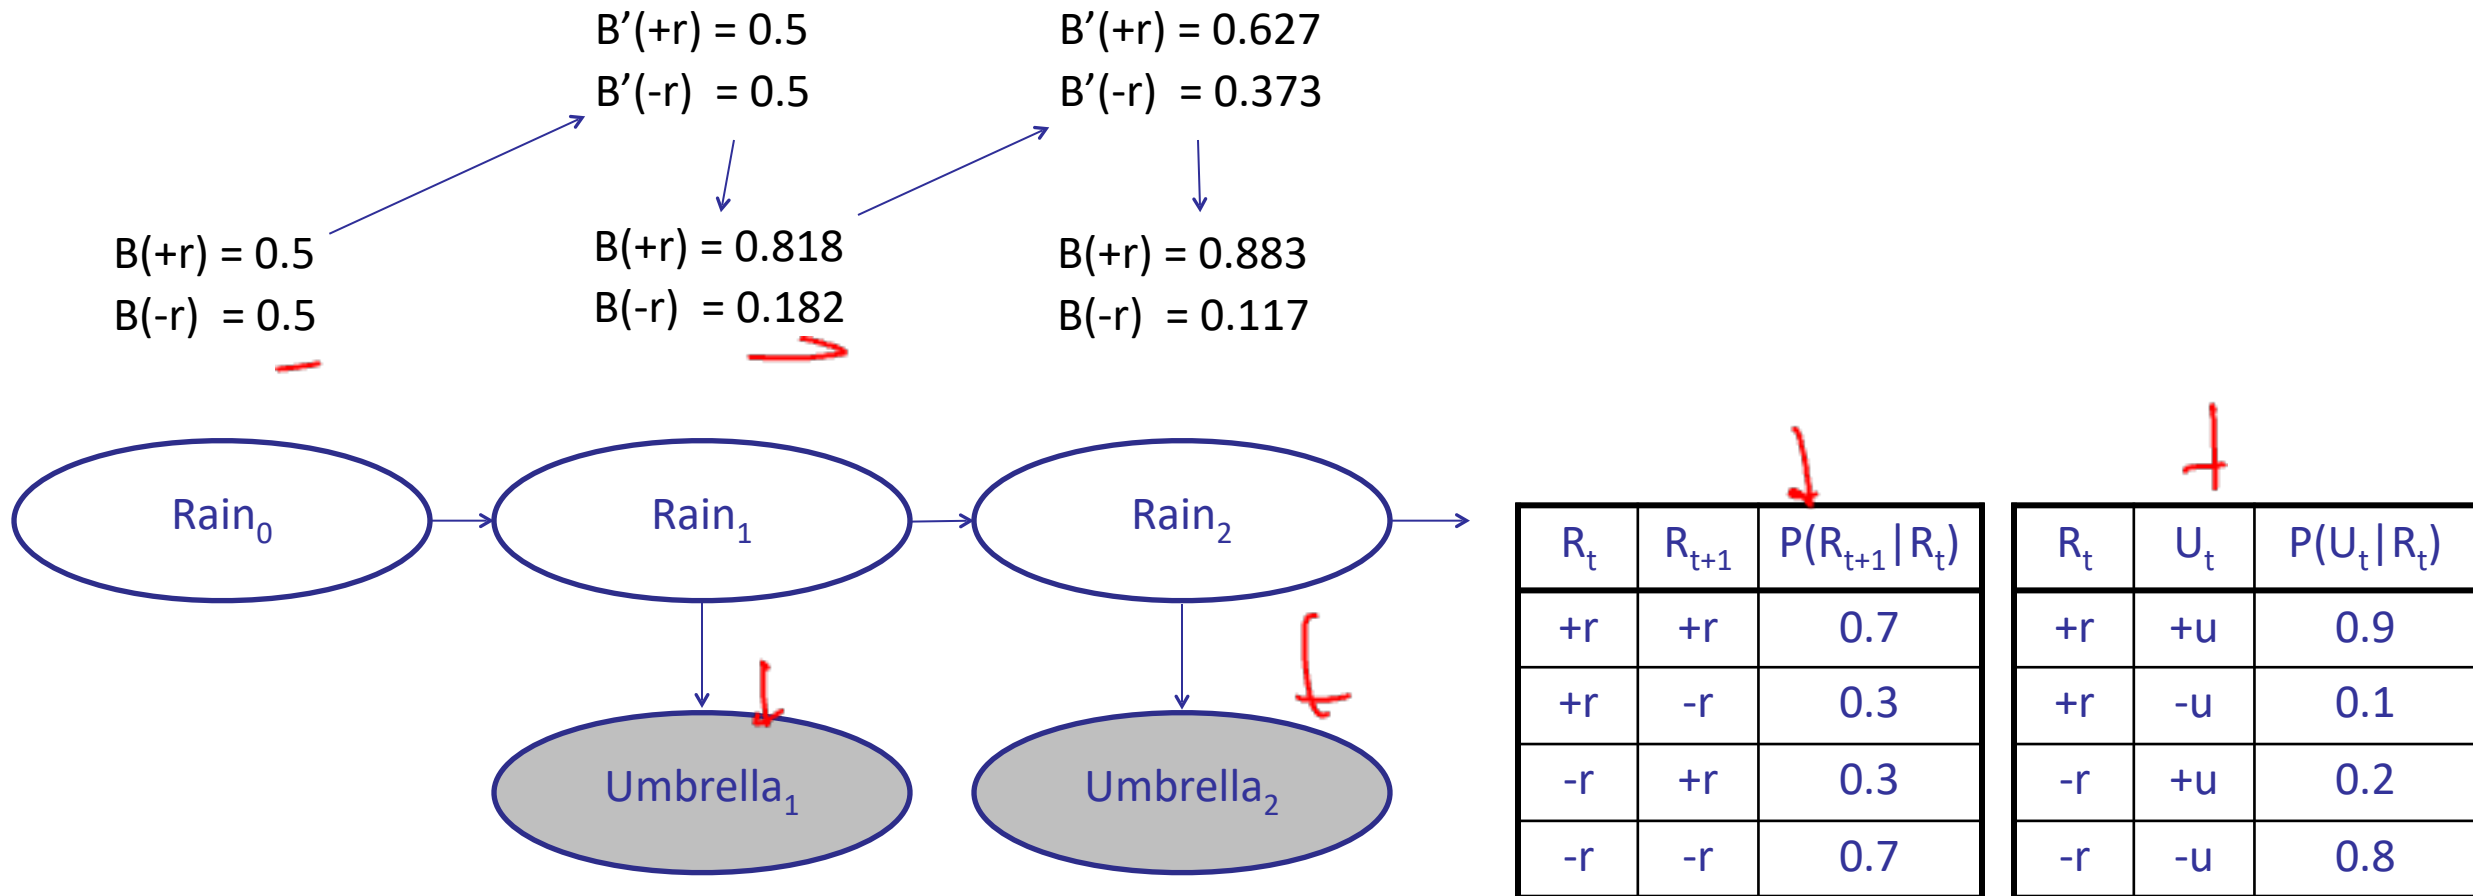 B’(+r) = 0.5
B’(-r) = 0.5
B’(+r) = 0.627
B’(-r) = 0.373
B(+r) = 0.5
B(-r) = 0.5
B(+r) = 0.818
B(-r) = 0.182
B(+r) = 0.883
B(-r) = 0.117
Rain₀
Rain₁
Rain₂
Umbrella₁
Umbrella₂
Rₜ Rₜ₊₁ P(Rₜ₊₁|Rₜ)
+r +r 0.7
+r -r 0.3
-r +r 0.3
-r -r 0.7
Rₜ Uₜ P(Uₜ|Rₜ)
+r +u 0.9
+r -u 0.1
-r +u 0.2
-r -u 0.8